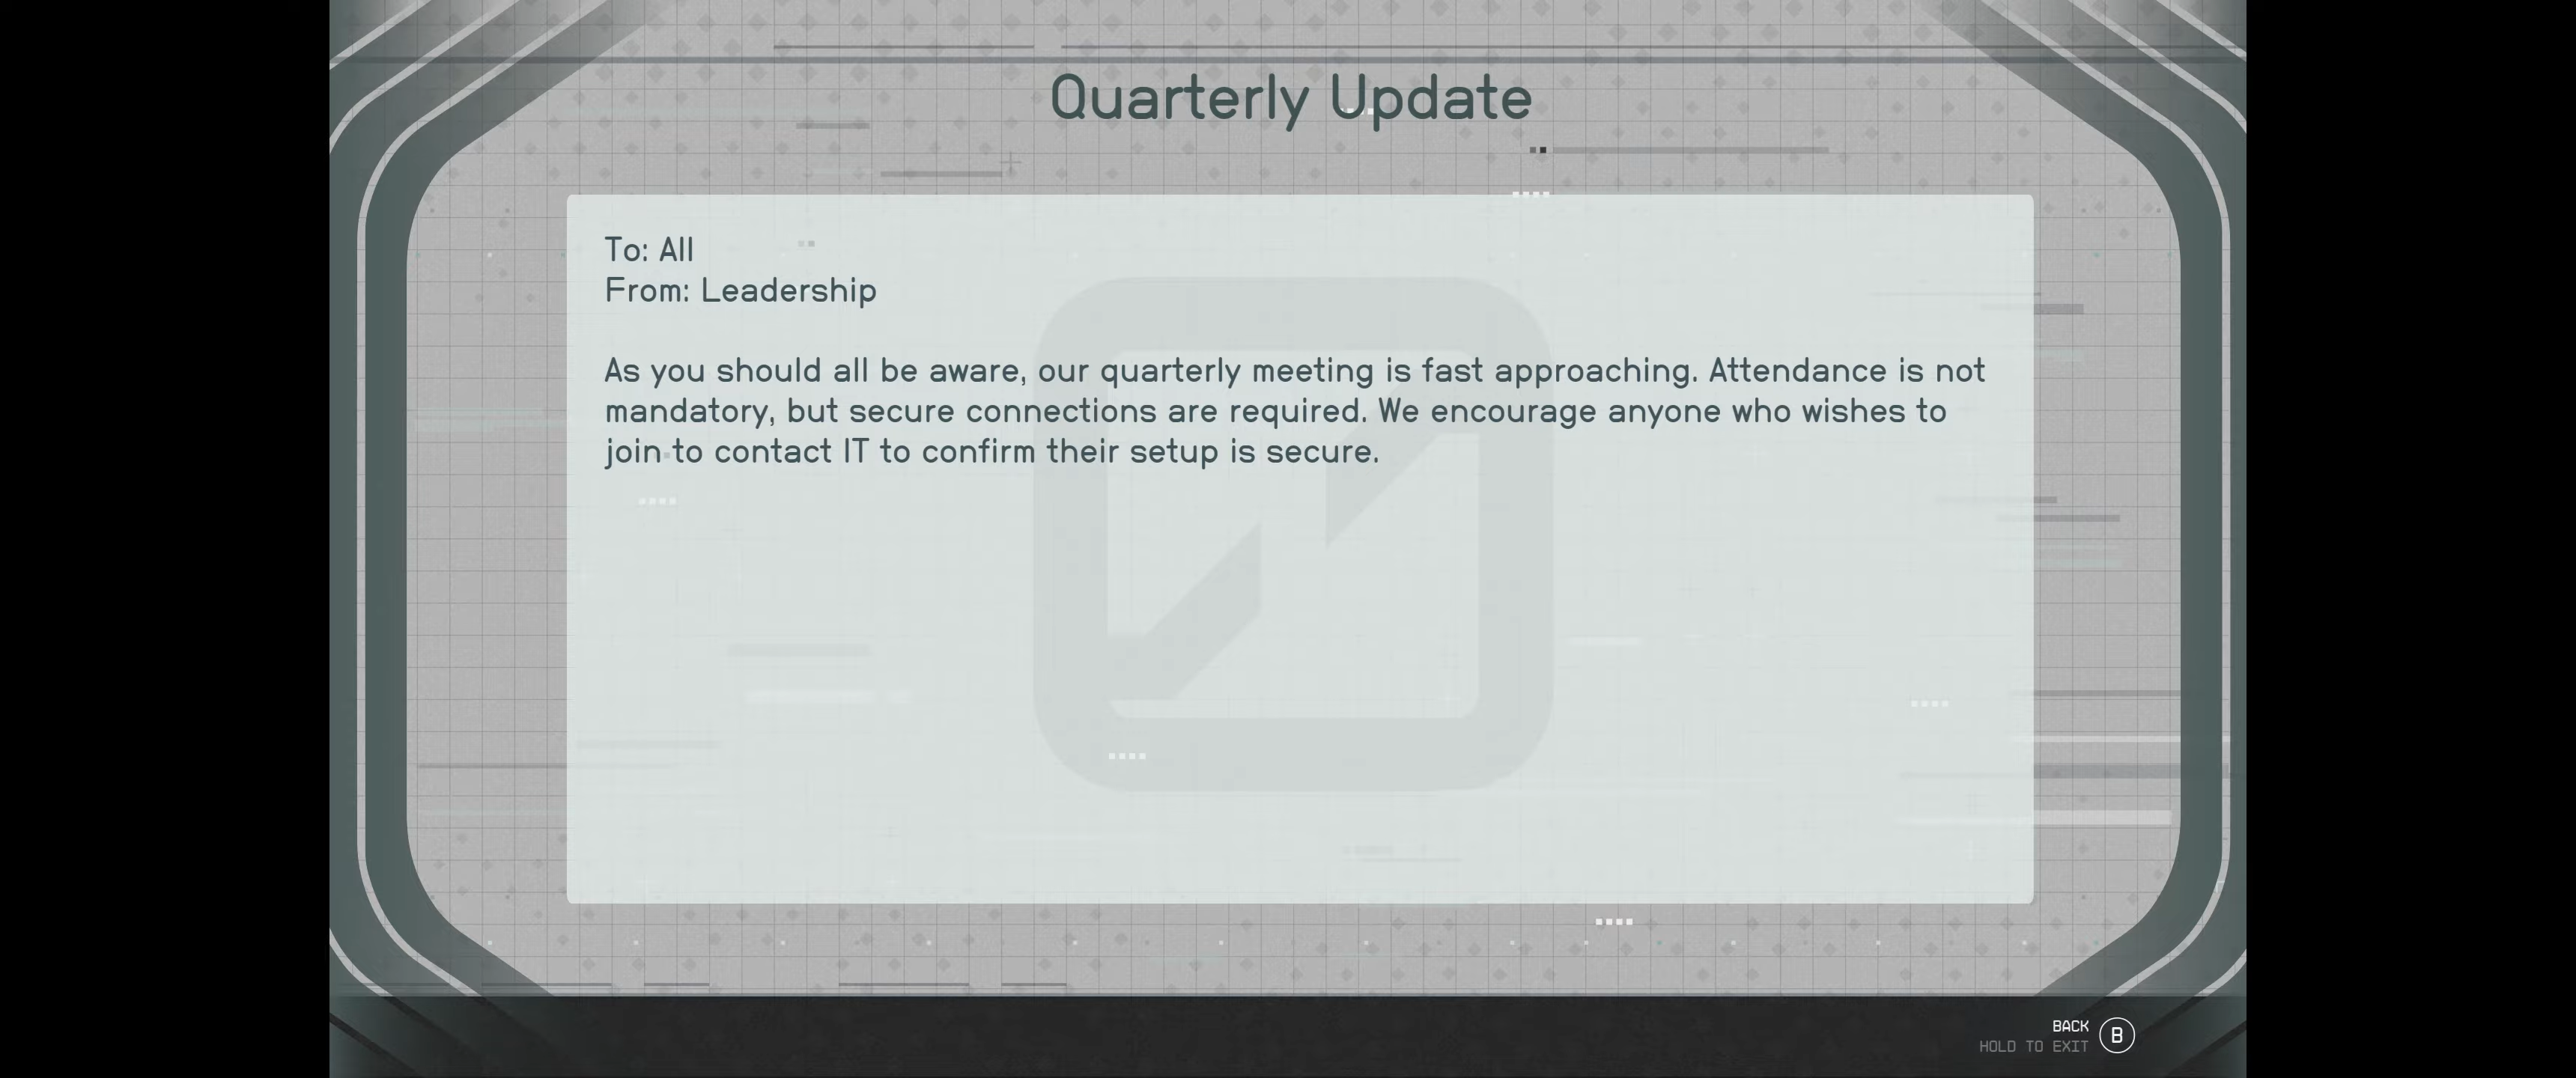 Quarterly Update
To: All
From: Leadership
As you should all be aware, our quarterly meeting is fast approaching. Attendance is not
mandatory, but secure connections are required. We encourage anyone who wishes to
join to contact IT to confirm their setup is secure.
BACK
HOLD TO EXIT
B